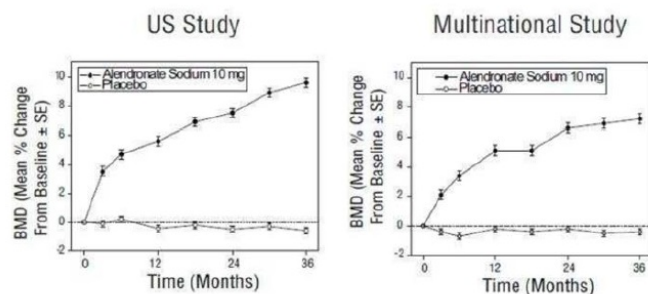 US Study
BMD (Mean % Change
From Baseline ± SE)
10
8
6
4
2
0
-2
Alendronate Sodium 10 mg
Placebo
0
12
24
36
Time (Months)
Multinational Study
BMD (Mean % Change
From Baseline ± SE)
10
8
6
4
2
0
-2
Alendronate Sodium 10 mg
Placebo
0
12
24
36
Time (Months)